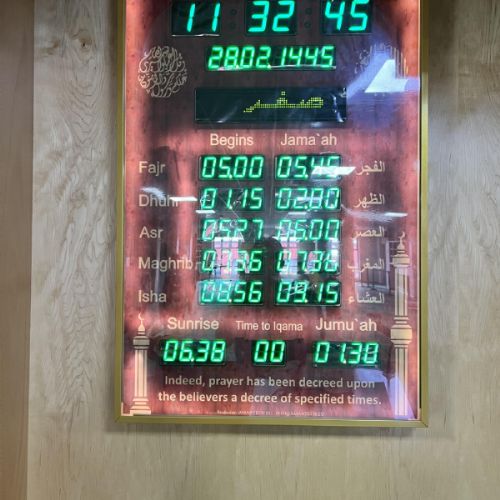 11 : 32 : 45
28.02.1445
صفر
Begins Jama`ah
Fajr 05.00 05.45 الفجر
Dhuhr 01.15 02.00 الظهر
Asr 05.27 06.00 العصر
Maghrib 07.36 07.36 المغرب
Isha 08.56 09.15 العشاء
Sunrise Time to Iqama Jumu`ah
06.38 00 01.30
Indeed, prayer has been decreed upon
the believers a decree of specified times.